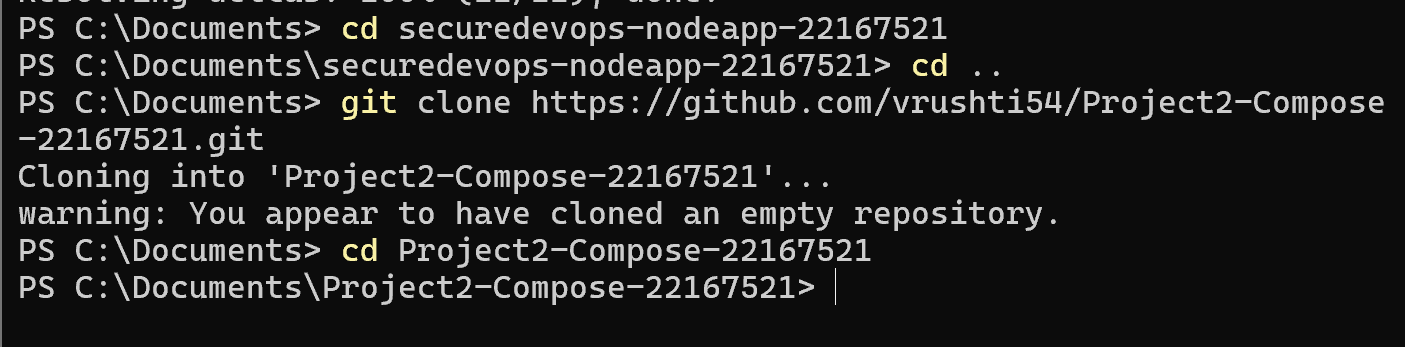 PS C:\Documents> cd securedevops-nodeapp-22167521
PS C:\Documents\securedevops-nodeapp-22167521> cd ..
PS C:\Documents> git clone https://github.com/vrushti54/Project2-Compose
-22167521.git
Cloning into 'Project2-Compose-22167521'...
warning: You appear to have cloned an empty repository.
PS C:\Documents> cd Project2-Compose-22167521
PS C:\Documents\Project2-Compose-22167521>